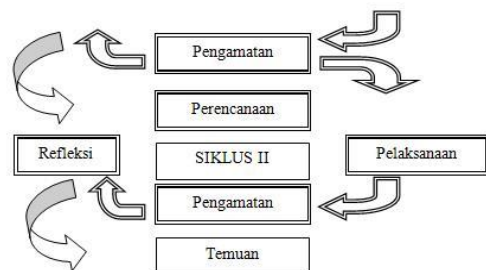 Pengamatan
Perencanaan
Refleksi
SIKLUS II
Pelaksanaan
Pengamatan
Temuan